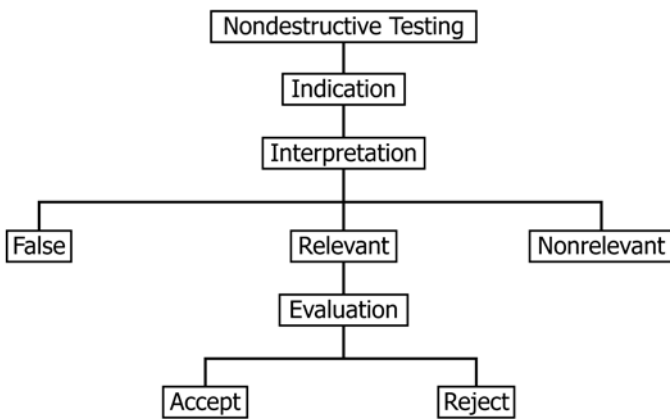 Nondestructive Testing
Indication
Interpretation
False
Relevant
Nonrelevant
Evaluation
Accept
Reject